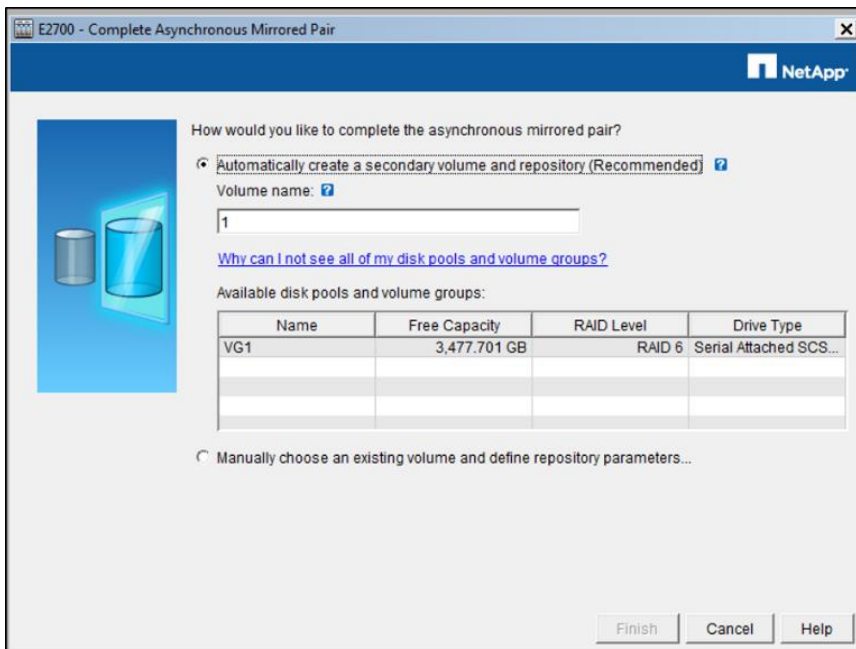 E2700 - Complete Asynchronous Mirrored Pair
NetApp
How would you like to complete the asynchronous mirrored pair?
Automatically create a secondary volume and repository (Recommended)
Volume name:
1
Why can I not see all of my disk pools and volume groups?
Available disk pools and volume groups:
Name Free Capacity RAID Level Drive Type
VG1 3,477.701 GB RAID 6 Serial Attached SCS...
Manually choose an existing volume and define repository parameters...
Finish Cancel Help